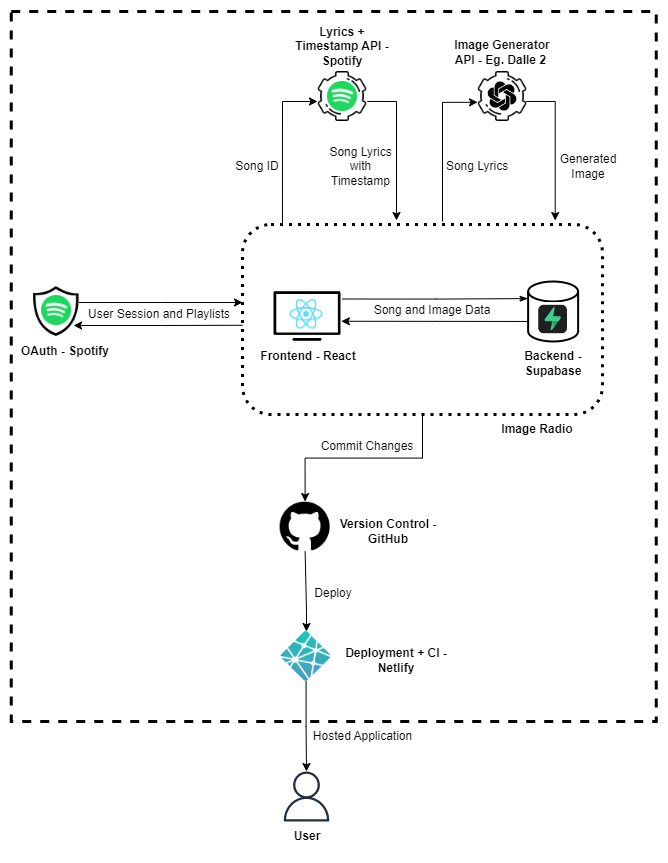 Lyrics +
Timestamp API -
Spotify
Image Generator
API - Eg. Dalle 2
Song ID
Song Lyrics
with
Timestamp
Song Lyrics
Generated
Image
User Session and Playlists
OAuth - Spotify
Song and Image Data
Frontend - React
Backend -
Supabase
Image Radio
Commit Changes
Version Control -
GitHub
Deploy
Deployment + CI -
Netlify
Hosted Application
User